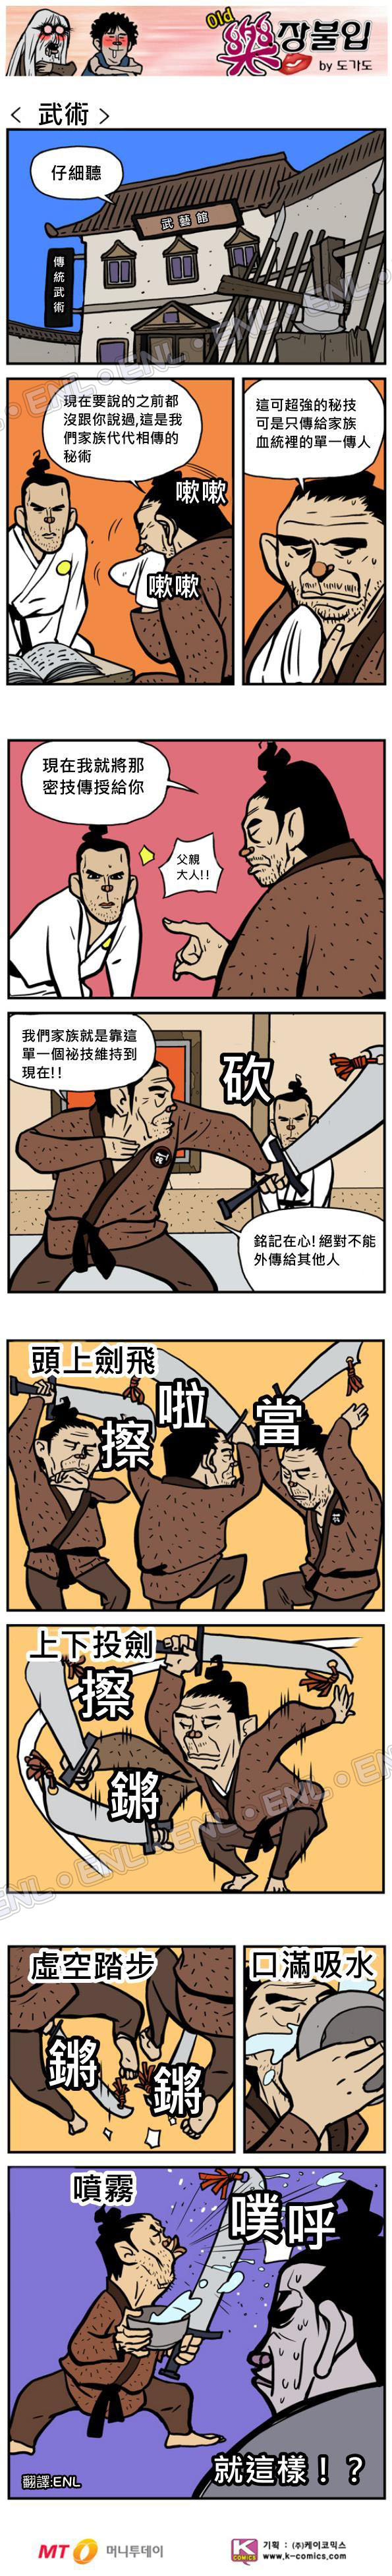 Old
樂장불입
by 도가도
< 武術 >
仔細聽
武藝館
傳統武術
現在要說的之前都
沒跟你說過,這是我
們家族代代相傳的
秘術
嗽嗽
嗽嗽
這可超強的秘技
可是只傳給家族
血統裡的單一傳人
現在我就將那
密技傳授給你
父親
大人!!
我們家族就是靠這
單一個祕技維持到
現在!!
砍
銘記在心! 絕對不能
外傳給其他人
頭上劍飛
擦
啦
當
上下投劍
擦
鏘
虛空踏步
鏘
鏘
口滿吸水
噴霧
噗呼
就這樣!?
翻譯:ENL
MT 머니투데이
K COMICS
기획 : (주)케이코믹스
www.k-comics.com
ENL